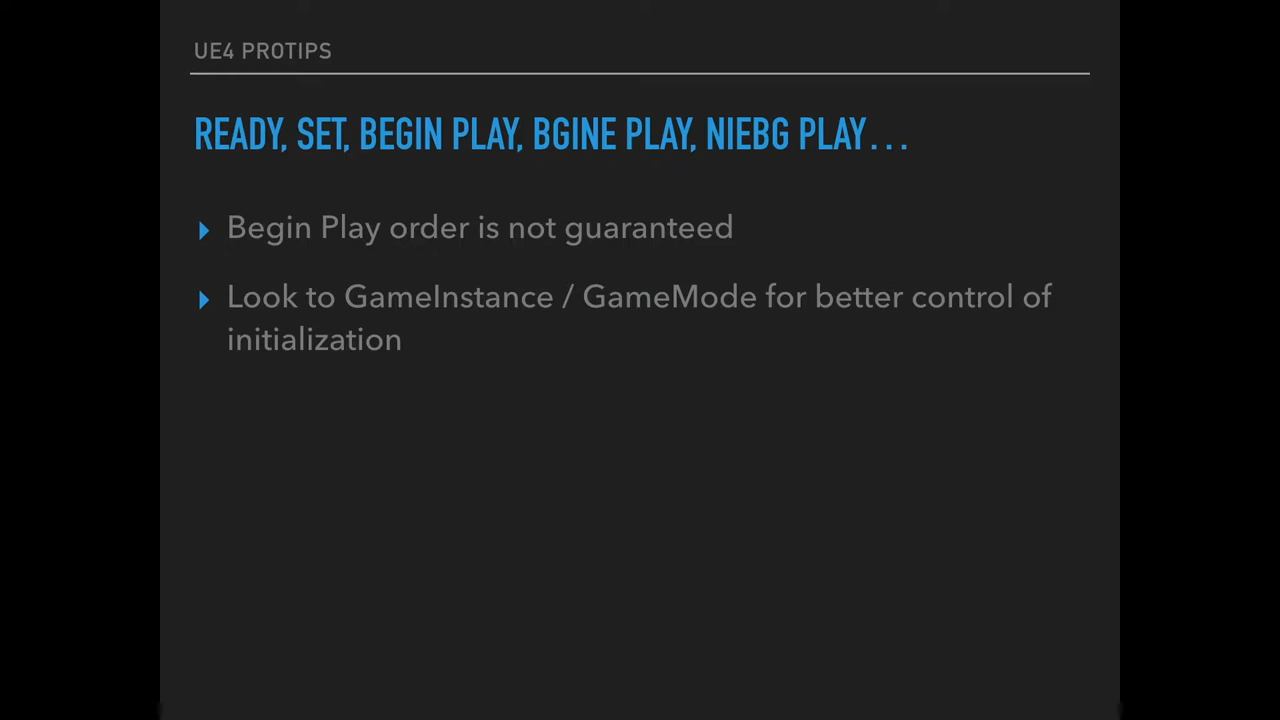 UE4 PROTIPS
READY, SET, BEGIN PLAY, BGINE PLAY, NIEBG PLAY...
Begin Play order is not guaranteed
Look to GameInstance / GameMode for better control of
initialization